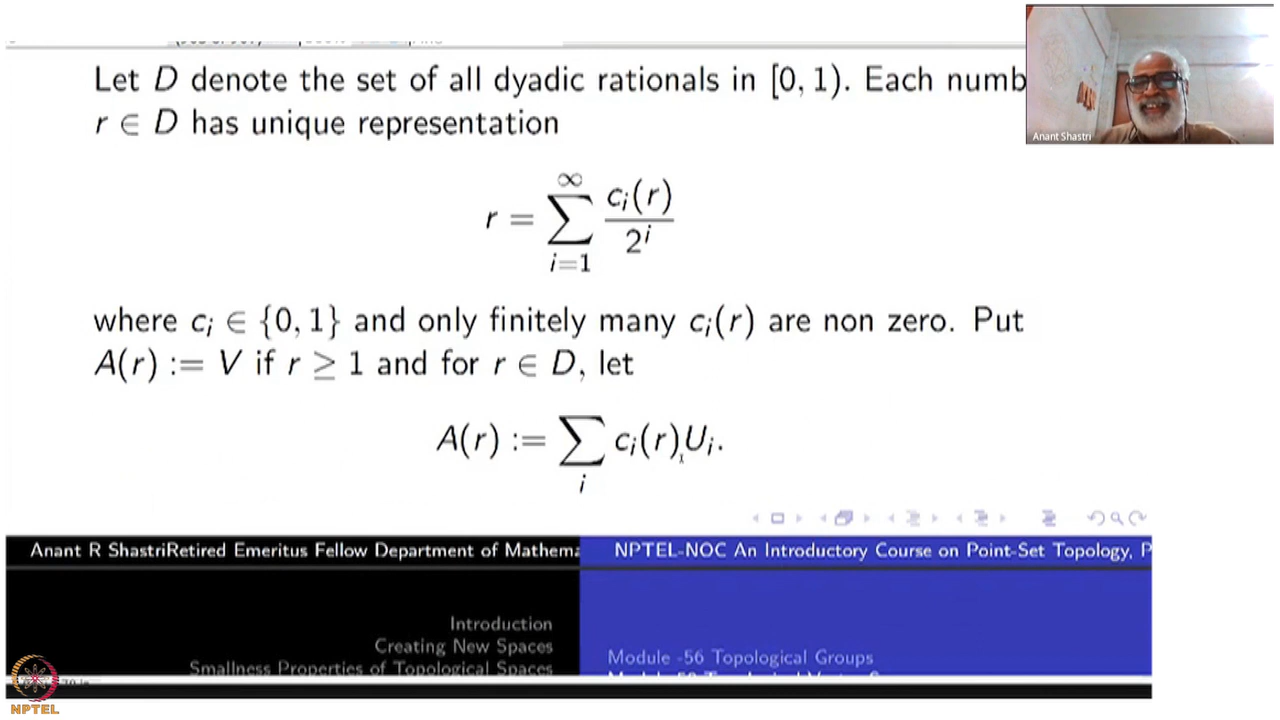 Let D denote the set of all dyadic rationals in [0, 1). Each numb
r ∈ D has unique representation
r = ∑_{i=1}^{∞} c_i(r)/2^i
where c_i ∈ {0, 1} and only finitely many c_i(r) are non zero. Put
A(r) := V if r ≥ 1 and for r ∈ D, let
A(r) := ∑_i c_i(r)U_i.
Anant Shastri
Anant R ShastriRetired Emeritus Fellow Department of Mathema
NPTEL-NOC An Introductory Course on Point-Set Topology, P
Introduction
Creating New Spaces
Smallness Properties of Topological Spaces
Module -56 Topological Groups
NPTEL